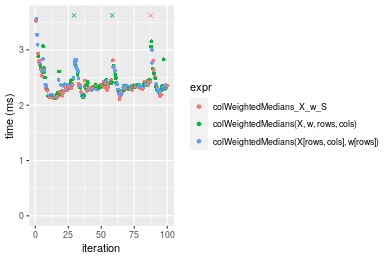 time (ms)
3
2
1
0
0
25
50
75
100
iteration
expr
colWeightedMedians_X_w_S
colWeightedMedians(X, w, rows, cols)
colWeightedMedians(X[rows, cols], w[rows])